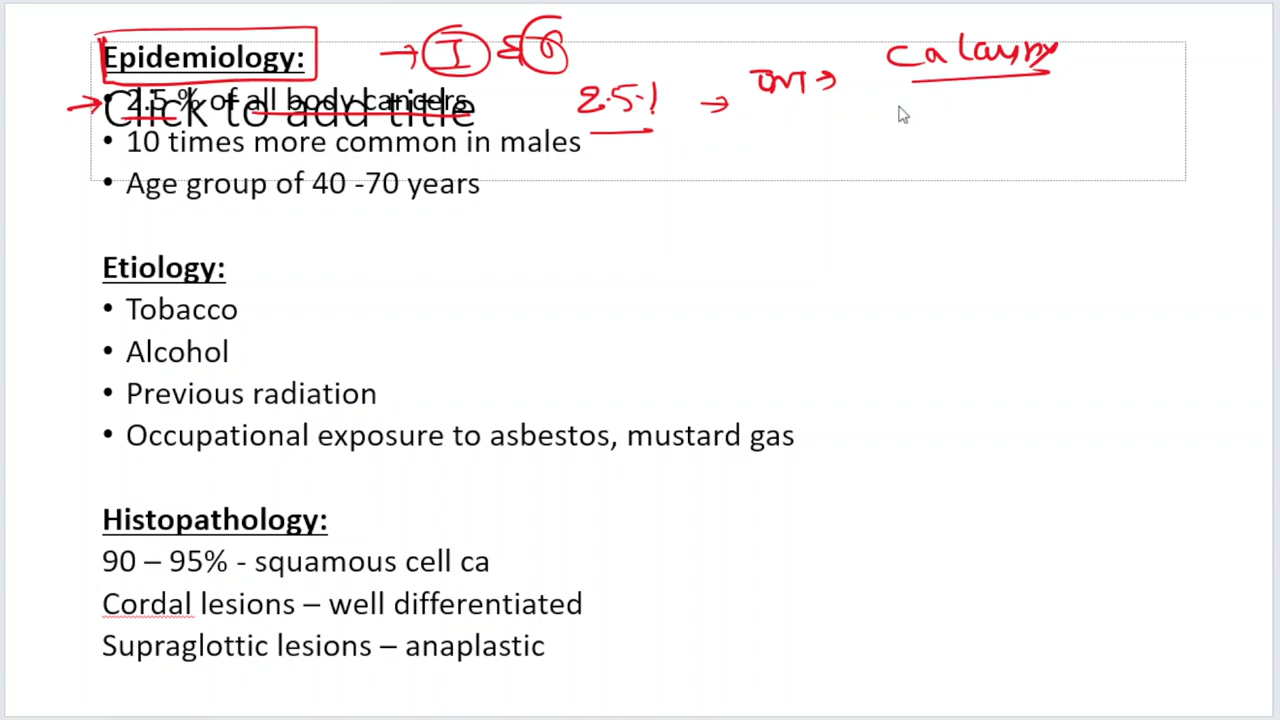 Epidemiology: → I & G Ca Larynx
→ • 2.5 % of all body cancers 2.5% →
Click to add title
• 10 times more common in males
• Age group of 40 -70 years
Etiology:
• Tobacco
• Alcohol
• Previous radiation
• Occupational exposure to asbestos, mustard gas
Histopathology:
90 – 95% - squamous cell ca
Cordal lesions – well differentiated
Supraglottic lesions – anaplastic